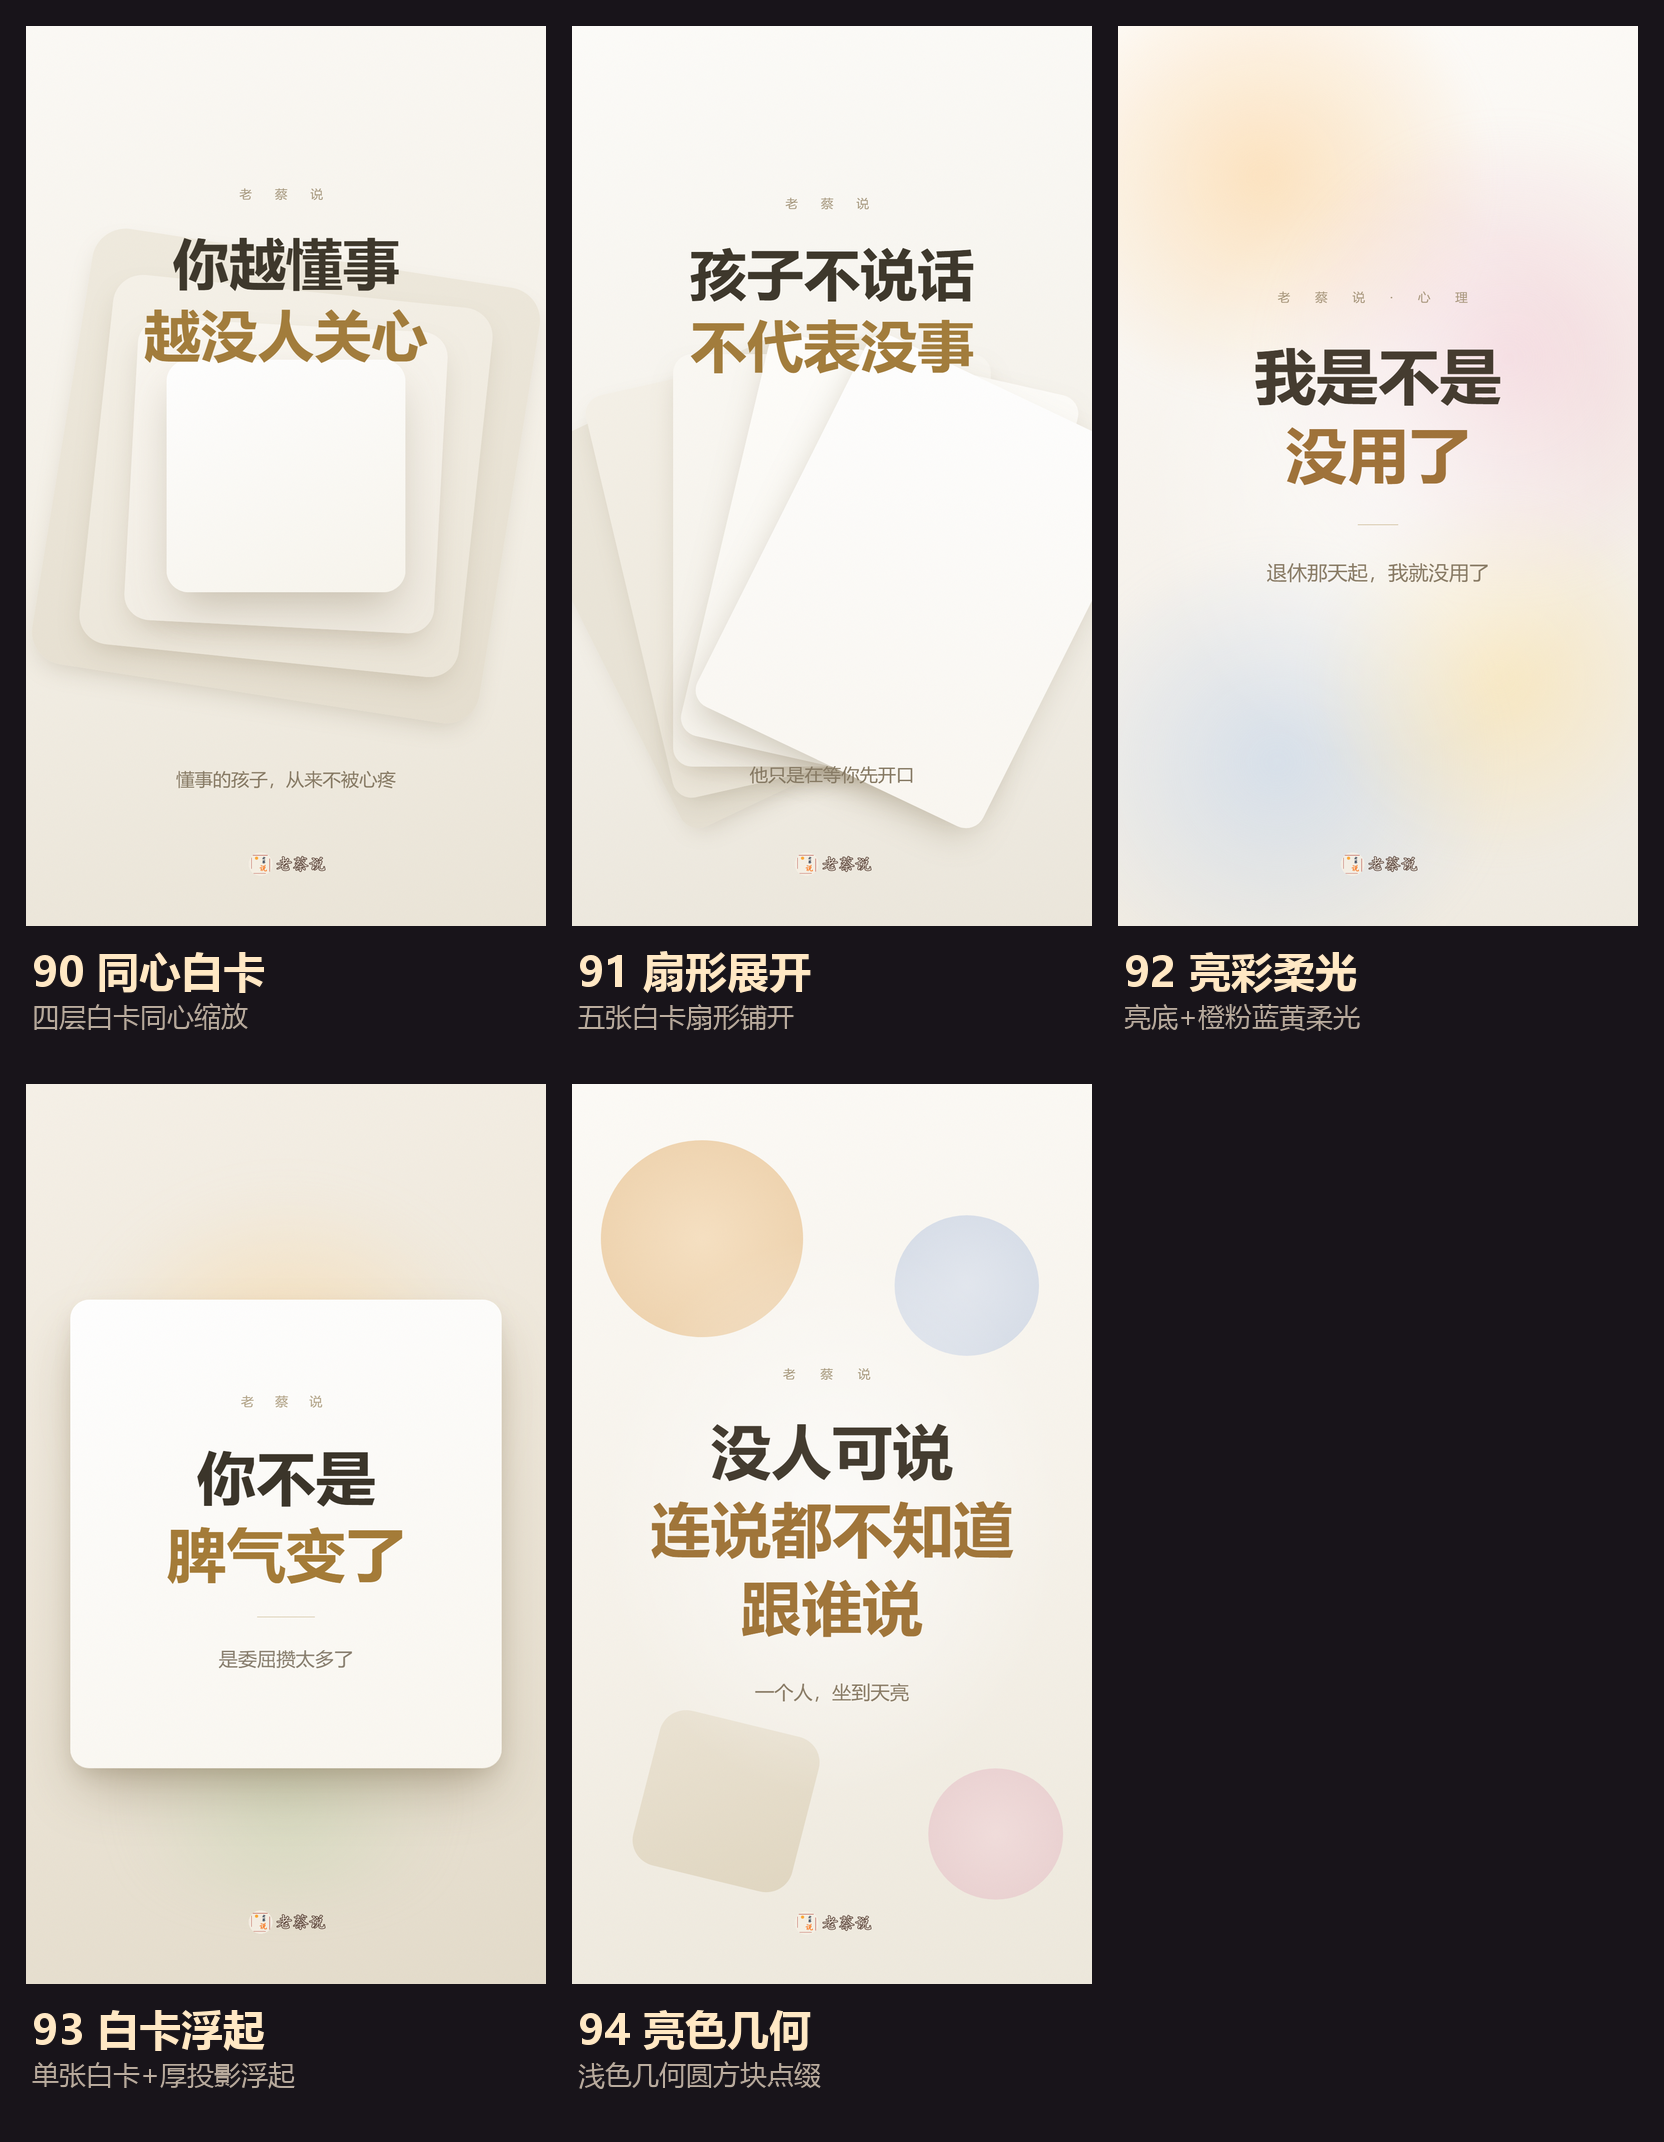 老蔡说
你越懂事
越没人关心
懂事的孩子，从来不被心疼
老蔡说
90 同心白卡
四层白卡同心缩放
老蔡说
孩子不说话
不代表没事
他只是在等你先开口
老蔡说
91 扇形展开
五张白卡扇形铺开
老蔡说·心理
我是不是
没用了
退休那天起，我就没用了
老蔡说
92 亮彩柔光
亮底+橙粉蓝黄柔光
老蔡说
你不是
脾气变了
是委屈攒太多了
老蔡说
93 白卡浮起
单张白卡+厚投影浮起
老蔡说
没人可说
连说都不知道
跟谁说
一个人，坐到天亮
老蔡说
94 亮色几何
浅色几何圆方块点缀